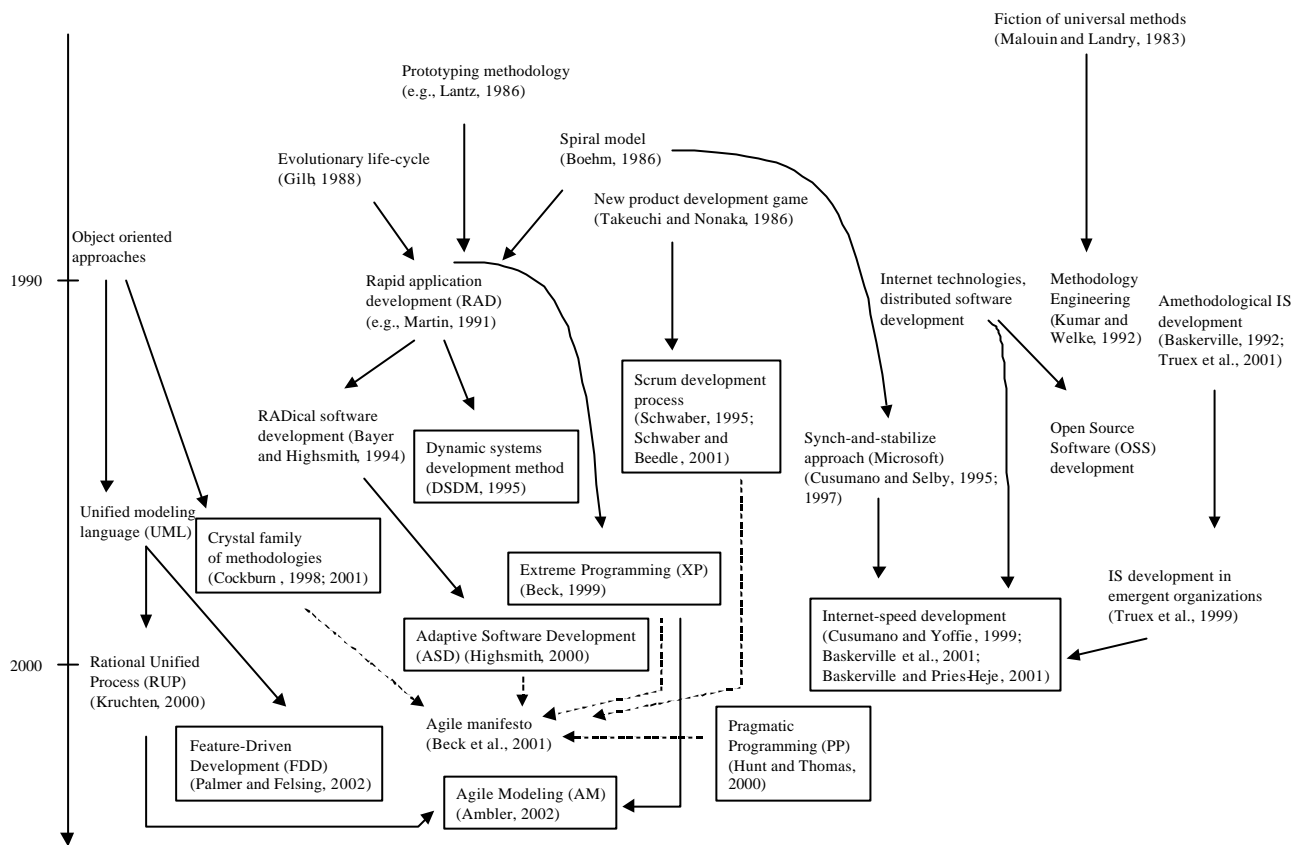 Fiction of universal methods
(Malouin and Landry, 1983)
Prototyping methodology
(e.g., Lantz, 1986)
Spiral model
(Boehm, 1986)
Evolutionary life-cycle
(Gilb, 1988)
New product development game
(Takeuchi and Nonaka, 1986)
Object oriented
approaches
1990
Rapid application
development (RAD)
(e.g., Martin, 1991)
Internet technologies,
distributed software
development
Methodology
Engineering
(Kumar and
Welke, 1992)
Amethodological IS
development
(Baskerville, 1992;
Truex et al., 2001)
Scrum development
process
(Schwaber, 1995;
Schwaber and
Beedle, 2001)
RADical software
development (Bayer
and Highsmith, 1994)
Dynamic systems
development method
(DSDM, 1995)
Synch-and-stabilize
approach (Microsoft)
(Cusumano and Selby, 1995;
1997)
Open Source
Software (OSS)
development
Unified modeling
language (UML)
Crystal family
of methodologies
(Cockburn, 1998; 2001)
Extreme Programming (XP)
(Beck, 1999)
IS development in
emergent organizations
(Truex et al., 1999)
Internet-speed development
(Cusumano and Yoffie, 1999;
Baskerville et al., 2001;
Baskerville and Pries-Heje, 2001)
Adaptive Software Development
(ASD) (Highsmith, 2000)
2000
Rational Unified
Process (RUP)
(Kruchten, 2000)
Agile manifesto
(Beck et al., 2001)
Pragmatic
Programming (PP)
(Hunt and Thomas,
2000)
Feature-Driven
Development (FDD)
(Palmer and Felsing, 2002)
Agile Modeling (AM)
(Ambler, 2002)